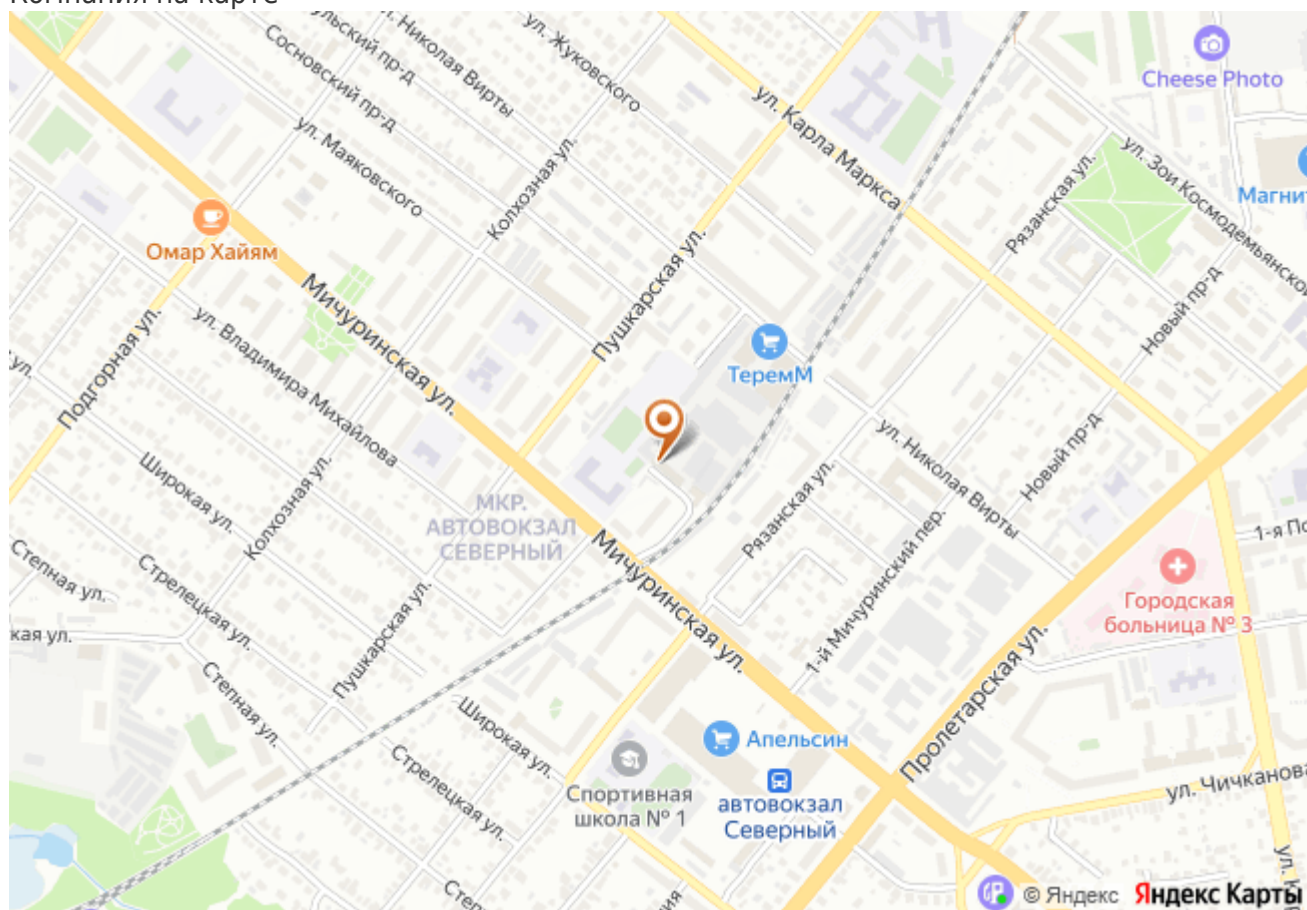 Компания на карте
Cheese Photo
ул. Николая Вирты
ул. Жуковского
Сосновский пр-д
ул. Карла Маркса
ул. Маяковского
Колхозная ул.
Рязанская ул.
ул. Зои Космодемьянской
Магнит
Омар Хайям
Мичуринская ул.
Пушкарская ул.
Новый пр-д
Подгорная ул.
ул. Владимира Михайлова
ТеремМ
Широкая ул.
Колхозная ул.
МКР.
АВТОВОКЗАЛ
СЕВЕРНЫЙ
Рязанская ул.
ул. Николая Вирты
Новый пр-д
1-я По
Степная ул.
Стрелецкая ул.
Мичуринская ул.
1-й Мичуринский пер.
Городская
больница № 3
кая ул.
Пушкарская ул.
Степная ул.
Широкая ул.
Пролетарская ул.
Апельсин
Стрелецкая ул.
Спортивная
школа № 1
автовокзал
Северный
ул. Чичканова
© Яндекс Яндекс Карты